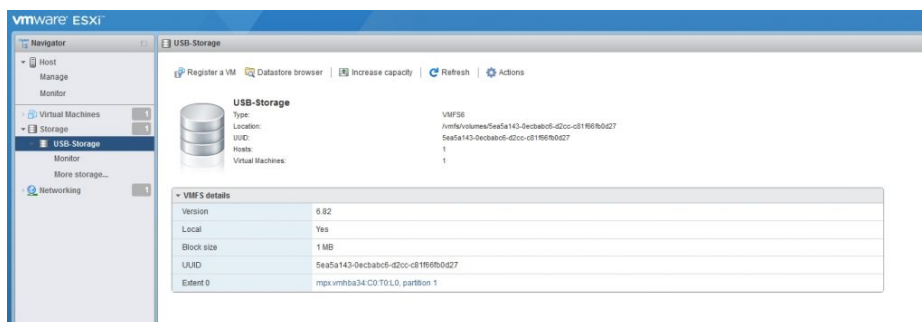 vmware ESXi™
Navigator
USB-Storage
Host
Manage
Monitor
Virtual Machines 1
Storage 1
USB-Storage
Monitor
More storage...
Networking 1
Register a VM Datastore browser Increase capacity Refresh Actions
USB-Storage
Type: VMFS6
Location: /vmfs/volumes/5ea5a143-0ecbabc6-d2cc-c81f66fb0d27
UUID: 5ea5a143-0ecbabc6-d2cc-c81f66fb0d27
Hosts: 1
Virtual Machines: 1
VMFS details
Version 6.82
Local Yes
Block size 1 MB
UUID 5ea5a143-0ecbabc6-d2cc-c81f66fb0d27
Extent 0 mpx.vmhba34:C0:T0:L0, partition 1